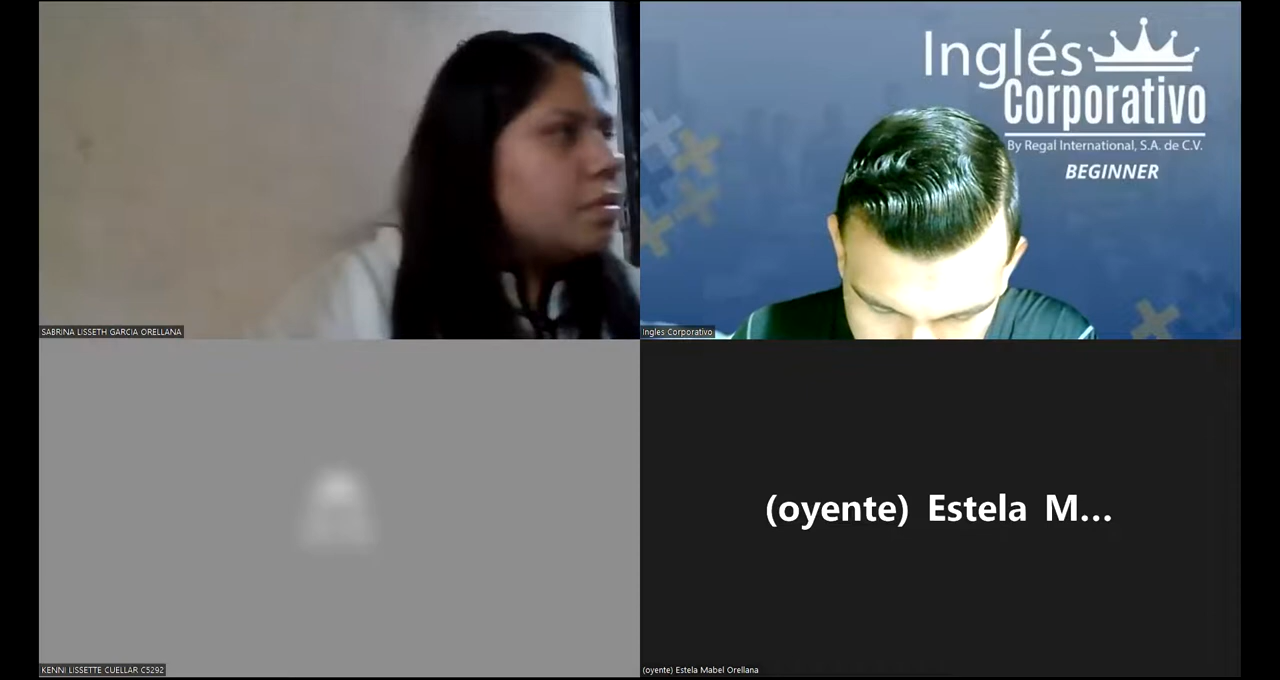 SABRINA LISSETH GARCIA ORELLANA
Inglés
Corporativo
By Regal International, S.A. de C.V.
BEGINNER
Ingles Corporativo
KENNI LISSETTE CUELLAR C5292
(oyente) Estela M...
(oyente) Estela Mabel Orellana